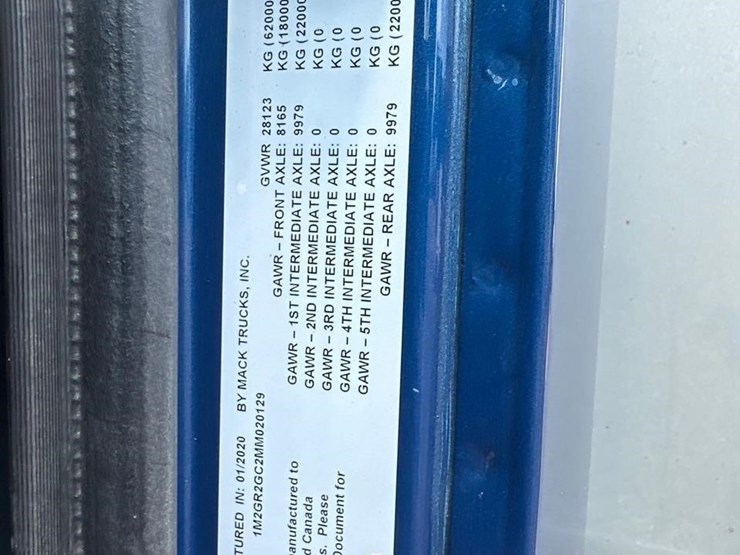 TURED IN: 01/2020 BY MACK TRUCKS, INC.
1M2GR2GC2MM020129
GVWR 28123 KG (62000
GAWR – FRONT AXLE: 8165 KG (18000
GAWR – 1ST INTERMEDIATE AXLE: 9979 KG (22000
GAWR – 2ND INTERMEDIATE AXLE: 0 KG (0
GAWR – 3RD INTERMEDIATE AXLE: 0 KG (0
GAWR – 4TH INTERMEDIATE AXLE: 0 KG (0
GAWR – 5TH INTERMEDIATE AXLE: 0 KG (0
GAWR – REAR AXLE: 9979 KG (2200
anufactured to
d Canada
s. Please
Document for